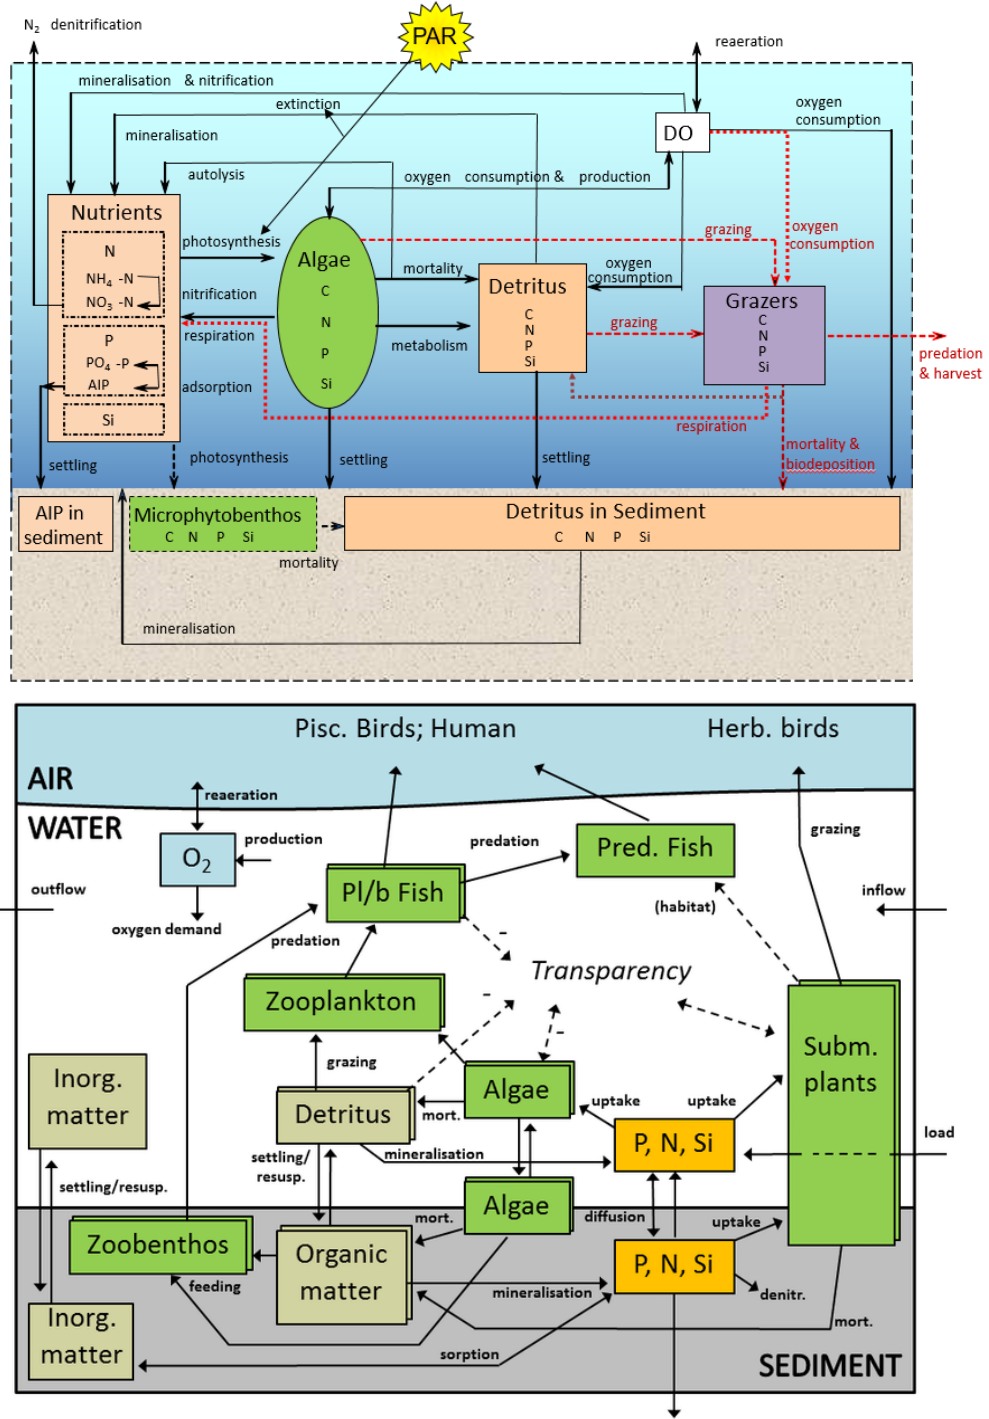 N2 denitrification
PAR
reaeration
mineralisation & nitrification
extinction
oxygen
consumption
mineralisation
DO
autolysis
oxygen consumption & production
Nutrients
photosynthesis
grazing
oxygen
consumption
N
NH4 -N
NO3 -N
Algae
C
N
P
Si
mortality
oxygen
consumption
Detritus
C
N
P
Si
Grazers
C
N
P
Si
nitrification
respiration
metabolism
grazing
predation
& harvest
P
PO4 -P
AIP
adsorption
Si
respiration
mortality &
biodeposition
settling
photosynthesis
settling
settling
AIP in
sediment
Microphytobenthos
C N P Si
Detritus in Sediment
C N P Si
mortality
mineralisation
Pisc. Birds; Human
Herb. birds
AIR
reaeration
WATER
O2
production
predation
Pred. Fish
grazing
outflow
Pl/b Fish
(habitat)
inflow
oxygen demand
predation
-
Transparency
Zooplankton
-
-
Subm.
plants
Inorg.
matter
grazing
Algae
Detritus
mort.
uptake
uptake
P, N, Si
load
settling/
resusp.
mineralisation
settling/resusp.
Algae
mort.
diffusion
uptake
Zoobenthos
Organic
matter
P, N, Si
feeding
mineralisation
denitr.
Inorg.
matter
mort.
sorption
SEDIMENT